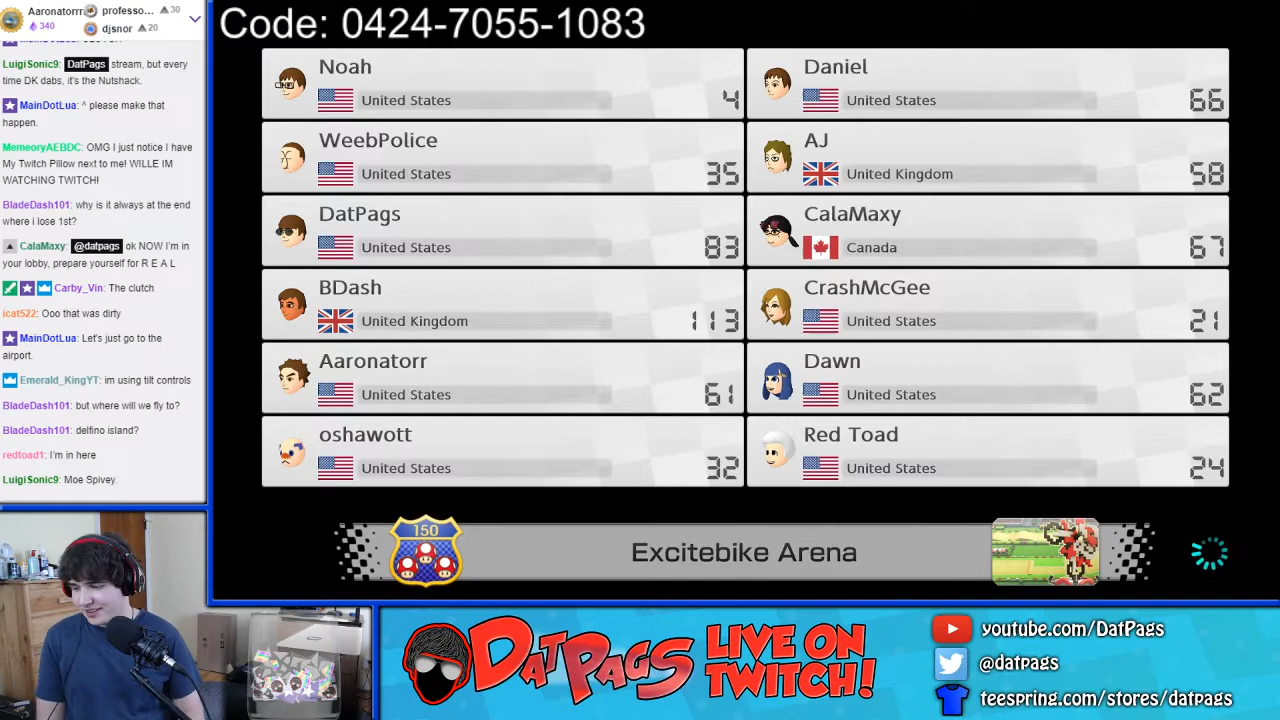 Aaronatorr
340
professo... 30
djsnor 20
Code: 0424-7055-1083
LuigiSonic9: DatPags stream, but every
time DK dabs, it's the Nutshack.
MainDotLua: ^ please make that
happen.
MemeoryAEBDC: OMG I just notice I have
My Twitch Pillow next to me! WILLE IM
WATCHING TWITCH!
BladeDash101: why is it always at the end
where i lose 1st?
CalaMaxy: @datpags ok NOW I'm in
your lobby, prepare yourself for R E A L
Carby_Vin: The clutch
icat522: Ooo that was dirty
MainDotLua: Let's just go to the
airport.
Emerald_KingYT: im using tilt controls
BladeDash101: but where will we fly to?
BladeDash101: delfino island?
redtoad1: I'm in here
LuigiSonic9: Moe Spivey.
Noah
United States 4
Daniel
United States 66
WeebPolice
United States 35
AJ
United Kingdom 58
DatPags
United States 83
CalaMaxy
Canada 67
BDash
United Kingdom 113
CrashMcGee
United States 21
Aaronatorr
United States 61
Dawn
United States 62
oshawott
United States 32
Red Toad
United States 24
150
Excitebike Arena
DATPAGS LIVE ON
TWITCH!
youtube.com/DatPags
@datpags
teespring.com/stores/datpags